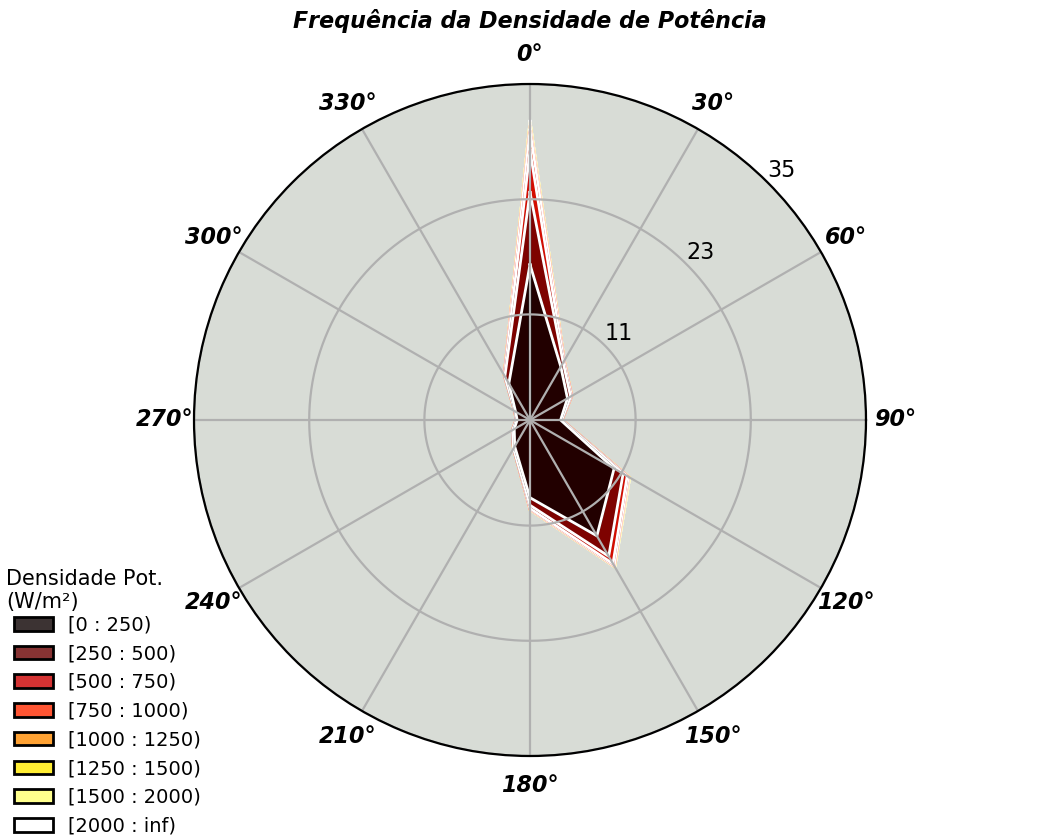 Frequência da Densidade de Potência
0°
330°
30°
35
300°
60°
23
11
270°
90°
240°
120°
210°
150°
180°
Densidade Pot.
(W/m²)
[0 : 250)
[250 : 500)
[500 : 750)
[750 : 1000)
[1000 : 1250)
[1250 : 1500)
[1500 : 2000)
[2000 : inf)